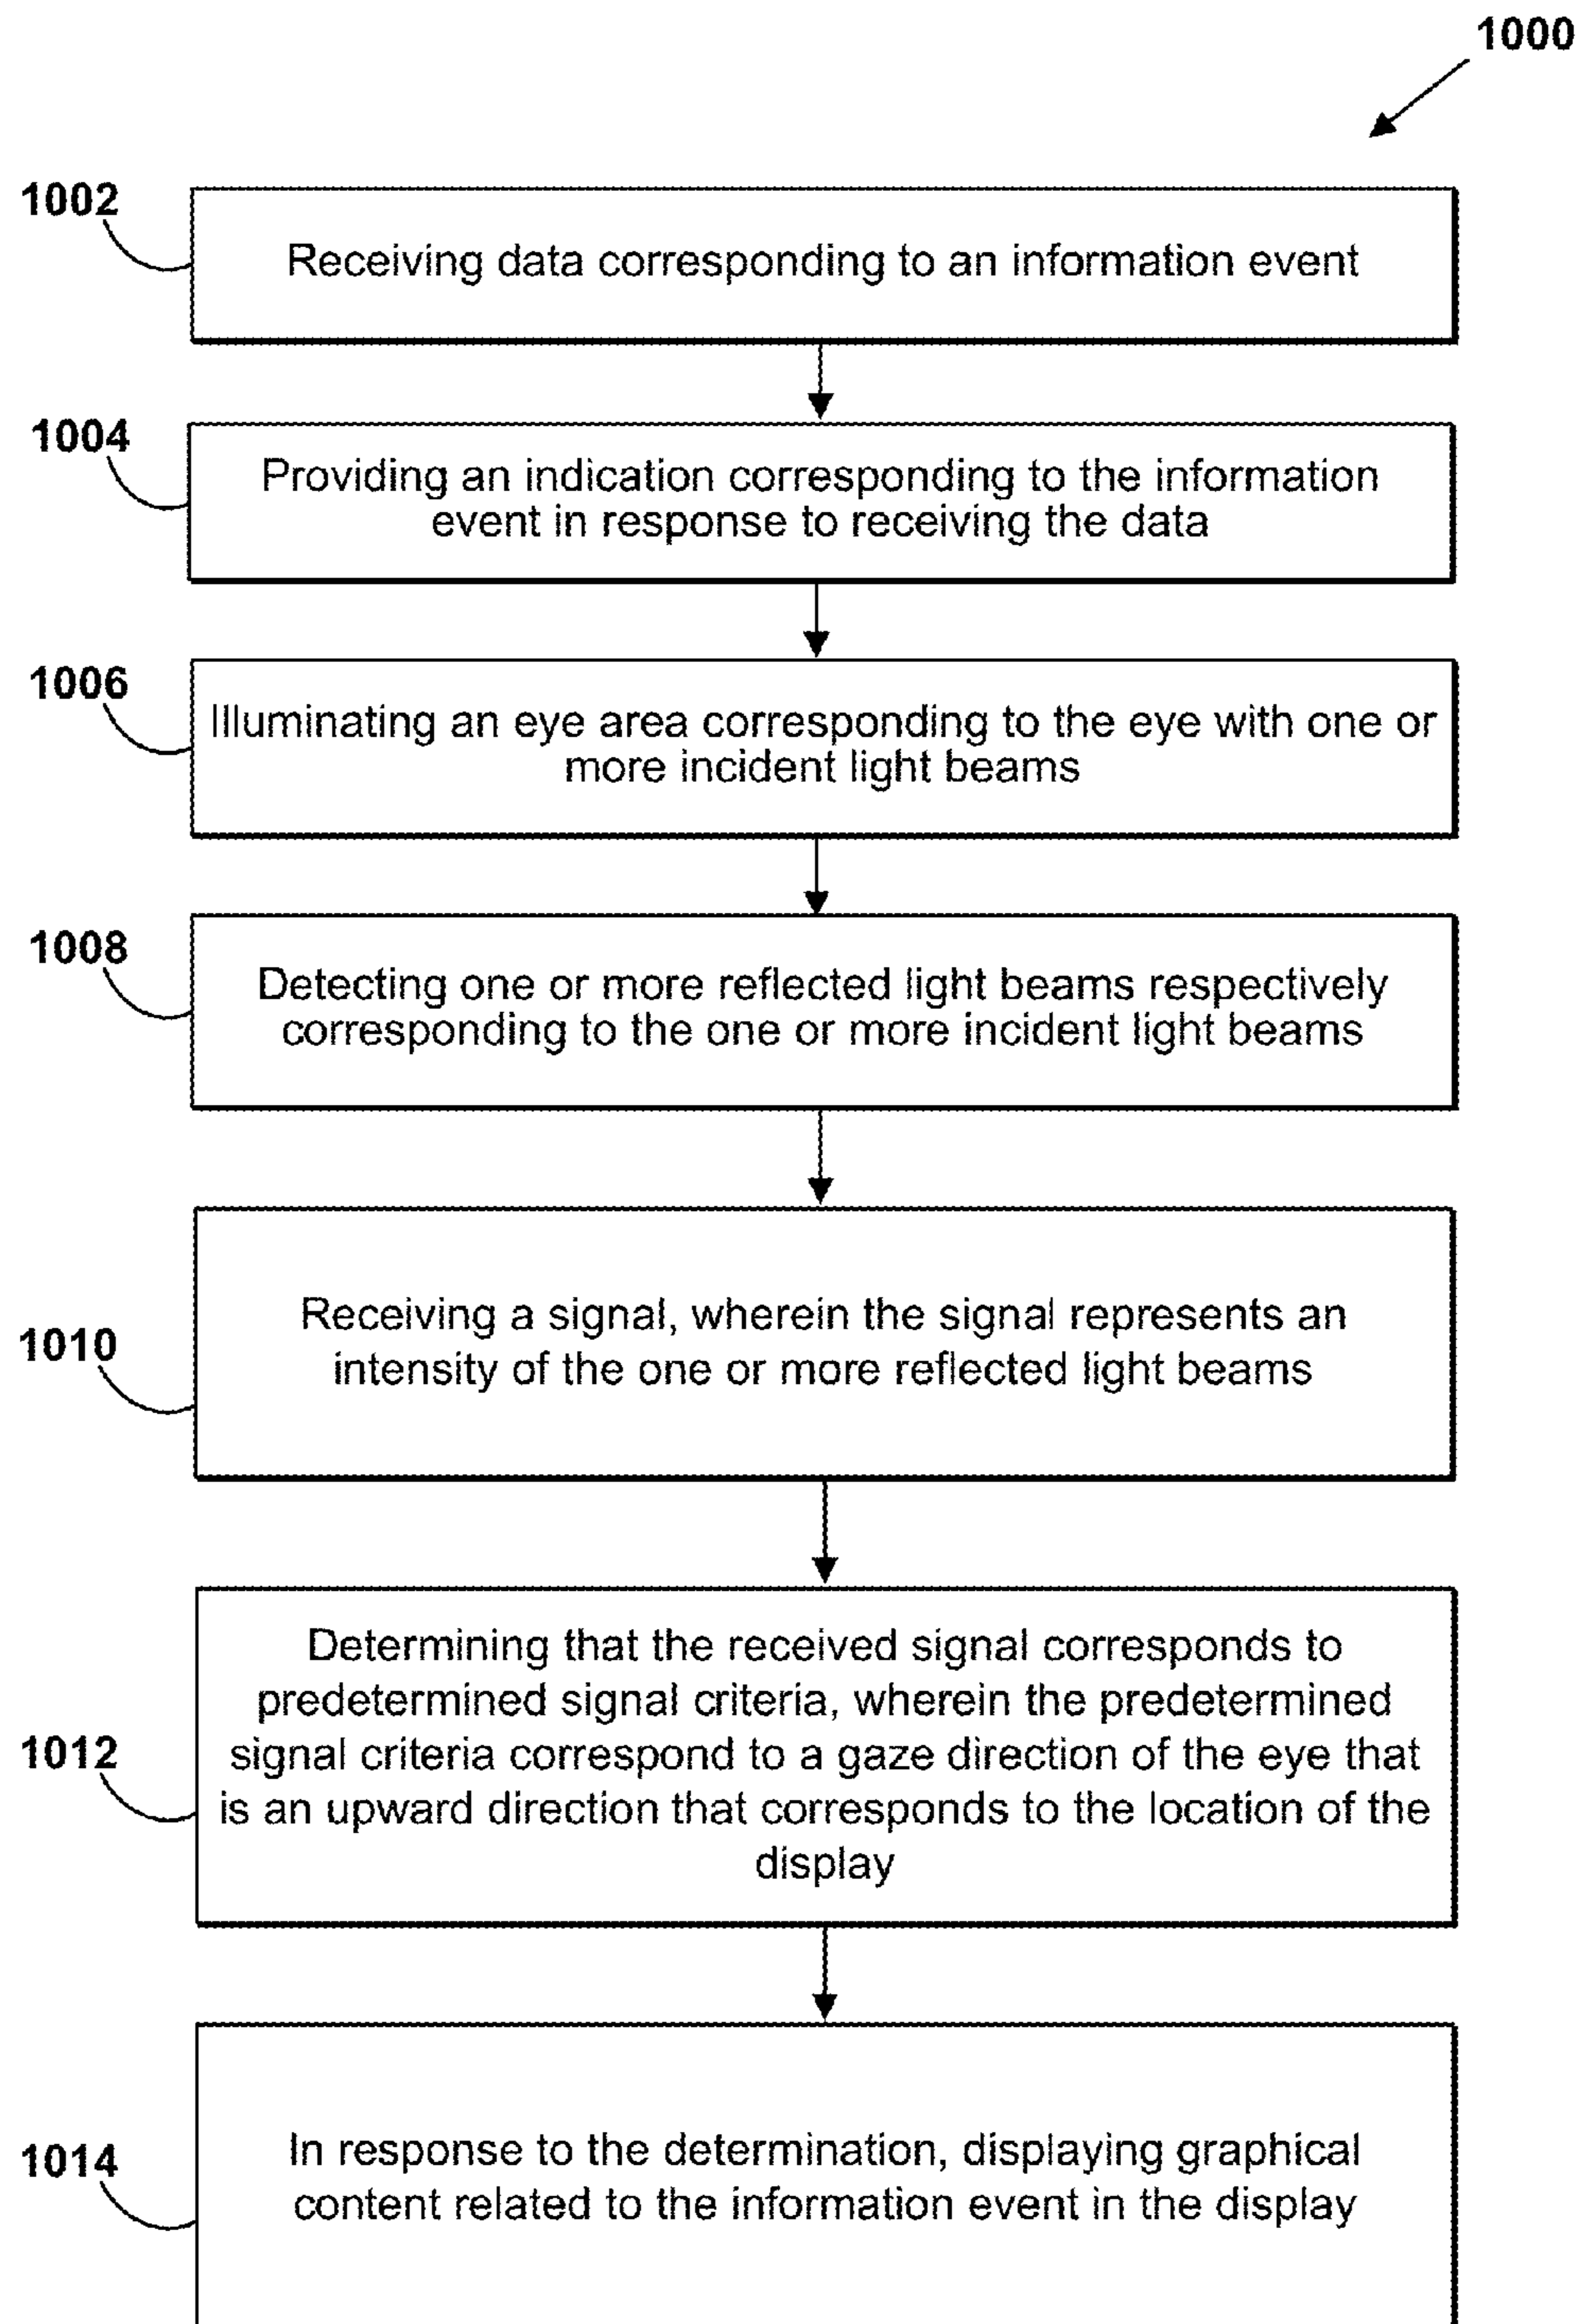 1000
1002
Receiving data corresponding to an information event
1004
Providing an indication corresponding to the information
event in response to receiving the data
1006
Illuminating an eye area corresponding to the eye with one or
more incident light beams
1008
Detecting one or more reflected light beams respectively
corresponding to the one or more incident light beams
1010
Receiving a signal, wherein the signal represents an
intensity of the one or more reflected light beams
1012
Determining that the received signal corresponds to
predetermined signal criteria, wherein the predetermined
signal criteria correspond to a gaze direction of the eye that
is an upward direction that corresponds to the location of the
display
1014
In response to the determination, displaying graphical
content related to the information event in the display